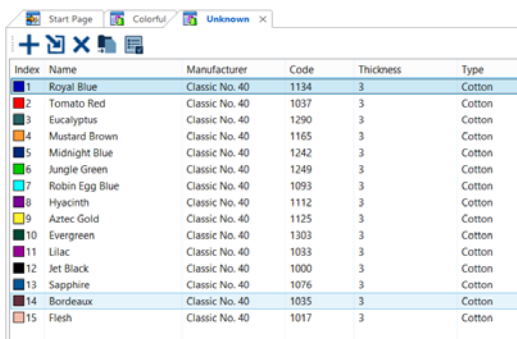 Start Page Colorful Unknown
Index Name Manufacturer Code Thickness Type
1 Royal Blue Classic No. 40 1134 3 Cotton
2 Tomato Red Classic No. 40 1037 3 Cotton
3 Eucalyptus Classic No. 40 1290 3 Cotton
4 Mustard Brown Classic No. 40 1165 3 Cotton
5 Midnight Blue Classic No. 40 1242 3 Cotton
6 Jungle Green Classic No. 40 1249 3 Cotton
7 Robin Egg Blue Classic No. 40 1093 3 Cotton
8 Hyacinth Classic No. 40 1112 3 Cotton
9 Aztec Gold Classic No. 40 1125 3 Cotton
10 Evergreen Classic No. 40 1303 3 Cotton
11 Lilac Classic No. 40 1033 3 Cotton
12 Jet Black Classic No. 40 1000 3 Cotton
13 Sapphire Classic No. 40 1076 3 Cotton
14 Bordeaux Classic No. 40 1035 3 Cotton
15 Flesh Classic No. 40 1017 3 Cotton